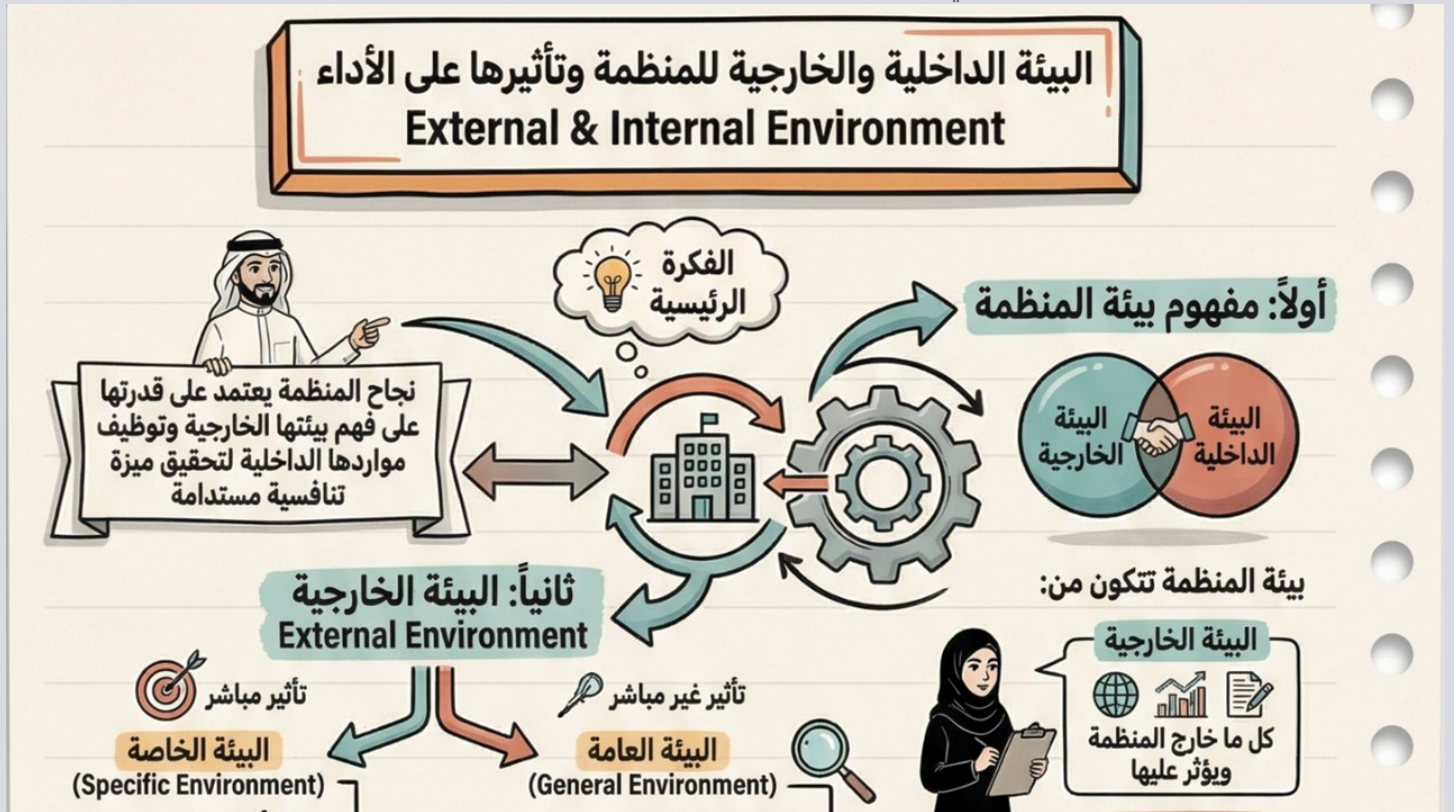 البيئة الداخلية والخارجية للمنظمة وتأثيرها على الأداء
External & Internal Environment
الفكرة
الرئيسية
أولاً: مفهوم بيئة المنظمة
البيئة
الداخلية
البيئة
الخارجية
نجاح المنظمة يعتمد على قدرتها
على فهم بيئتها الخارجية وتوظيف
مواردها الداخلية لتحقيق ميزة
تنافسية مستدامة
بيئة المنظمة تتكون من:
البيئة الخارجية
كل ما خارج المنظمة
ويؤثر عليها
ثانياً: البيئة الخارجية
External Environment
تأثير غير مباشر
البيئة العامة
(General Environment)
تأثير مباشر
البيئة الخاصة
(Specific Environment)